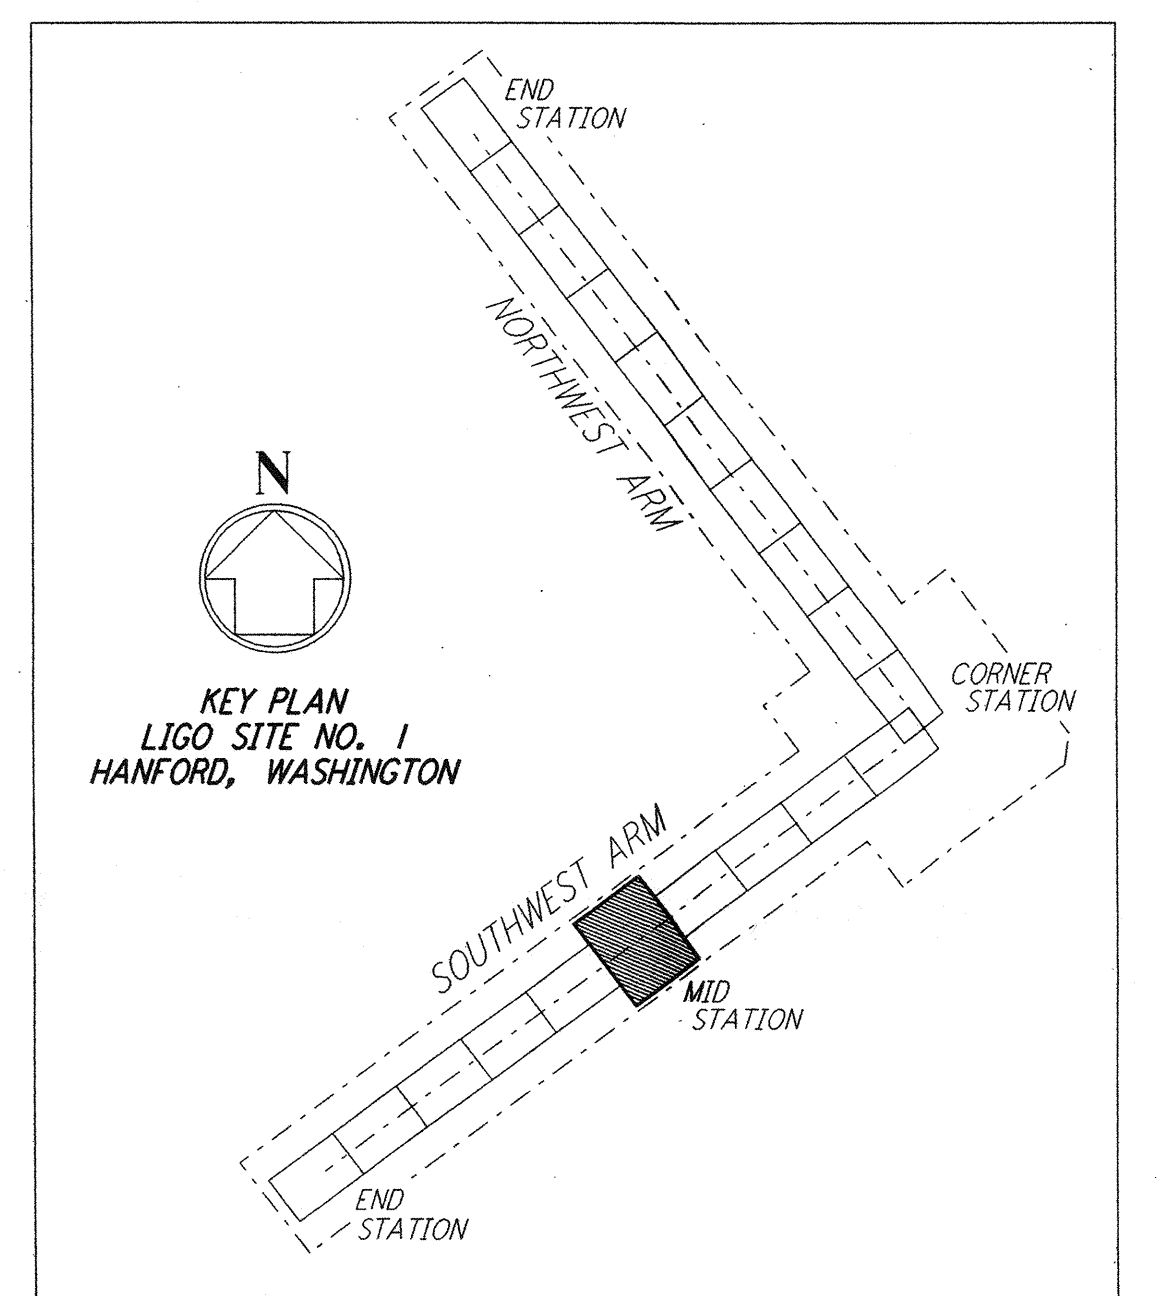 END
STATION
NORTHWEST ARM
N
KEY PLAN
LIGO SITE NO. 1
HANFORD, WASHINGTON
CORNER
STATION
SOUTHWEST ARM
MID
STATION
END
STATION